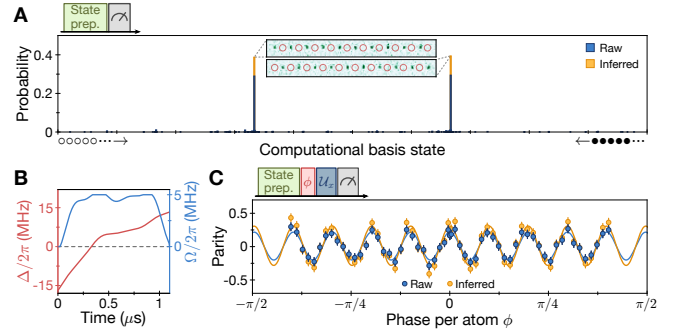 A
State
prep.
Probability
0.4
0.2
0
Raw
Inferred
Computational basis state
B
Δ/2π (MHz)
15
0
-15
5
0
Ω/2π (MHz)
0
0.5
1
Time (μs)
C
State
prep.
ϕ
𝒰ₓ
Parity
0.5
0
-0.5
Raw
Inferred
−π/2
−π/4
0
π/4
π/2
Phase per atom ϕ